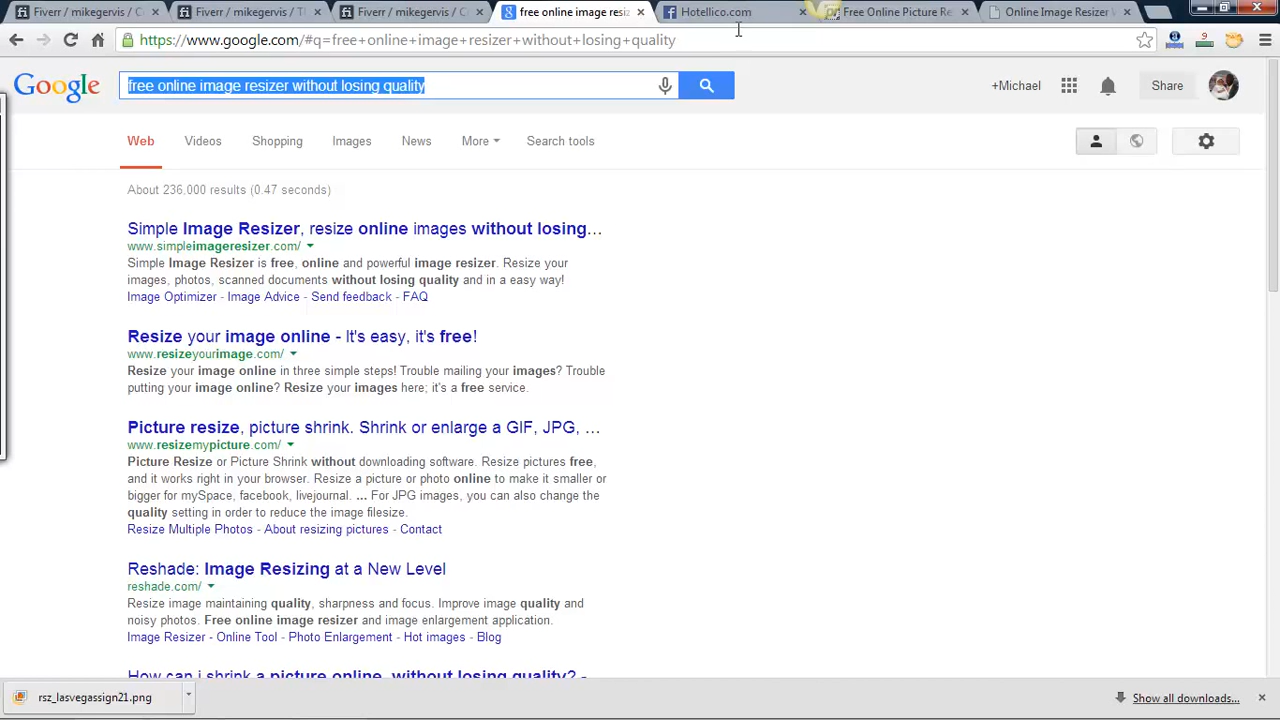 Fiverr / mikegervis / C
Fiverr / mikegervis / T
Fiverr / mikegervis / C
free online image resiz
Hotellico.com
Free Online Picture Re
Online Image Resizer
https://www.google.com/#q=free+online+image+resizer+without+losing+quality
9
Google
free online image resizer without losing quality
+Michael
Share
Web
Videos
Shopping
Images
News
More
Search tools
About 236,000 results (0.47 seconds)
Simple Image Resizer, resize online images without losing...
www.simpleimageresizer.com/
Simple Image Resizer is free, online and powerful image resizer. Resize your
images, photos, scanned documents without losing quality and in a easy way!
Image Optimizer - Image Advice - Send feedback - FAQ
Resize your image online - It's easy, it's free!
www.resizeyourimage.com/
Resize your image online in three simple steps! Trouble mailing your images? Trouble
putting your image online? Resize your images here; it's a free service.
Picture resize, picture shrink. Shrink or enlarge a GIF, JPG, ...
www.resizemypicture.com/
Picture Resize or Picture Shrink without downloading software. Resize pictures free,
and it works right in your browser. Resize a picture or photo online to make it smaller or
bigger for mySpace, facebook, livejournal. ... For JPG images, you can also change the
quality setting in order to reduce the image filesize.
Resize Multiple Photos - About resizing pictures - Contact
Reshade: Image Resizing at a New Level
reshade.com/
Resize image maintaining quality, sharpness and focus. Improve image quality and
noisy photos. Free online image resizer and image enlargement application.
Image Resizer - Online Tool - Photo Enlargement - Hot images - Blog
How can i shrink a picture online, without losing quality? -
rsz_lasvegassign21.png
Show all downloads...